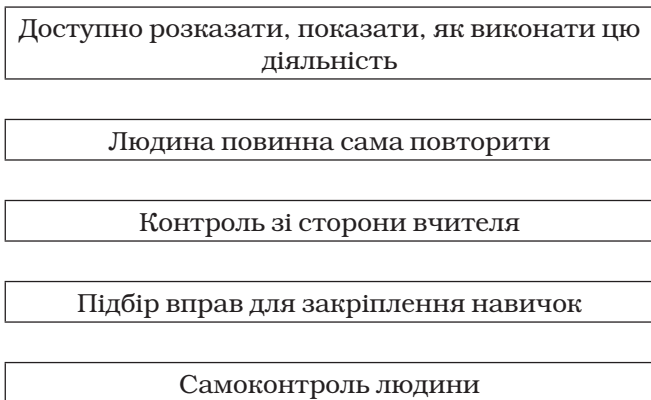 Доступно розказати, показати, як виконати цю
діяльність
Людина повинна сама повторити
Контроль зі сторони вчителя
Підбір вправ для закріплення навичок
Самоконтроль людини